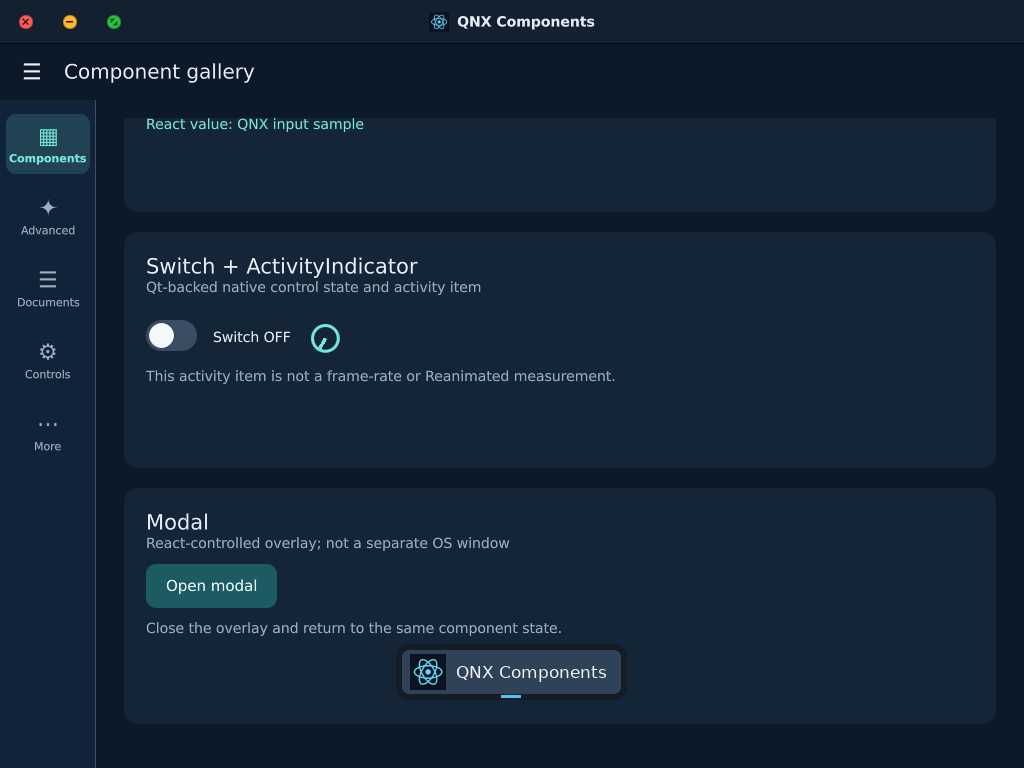 QNX Components
Component gallery
Components
Advanced
Documents
Controls
More
React value: QNX input sample
Switch + ActivityIndicator
Qt-backed native control state and activity item
Switch OFF
This activity item is not a frame-rate or Reanimated measurement.
Modal
React-controlled overlay; not a separate OS window
Open modal
Close the overlay and return to the same component state.
QNX Components